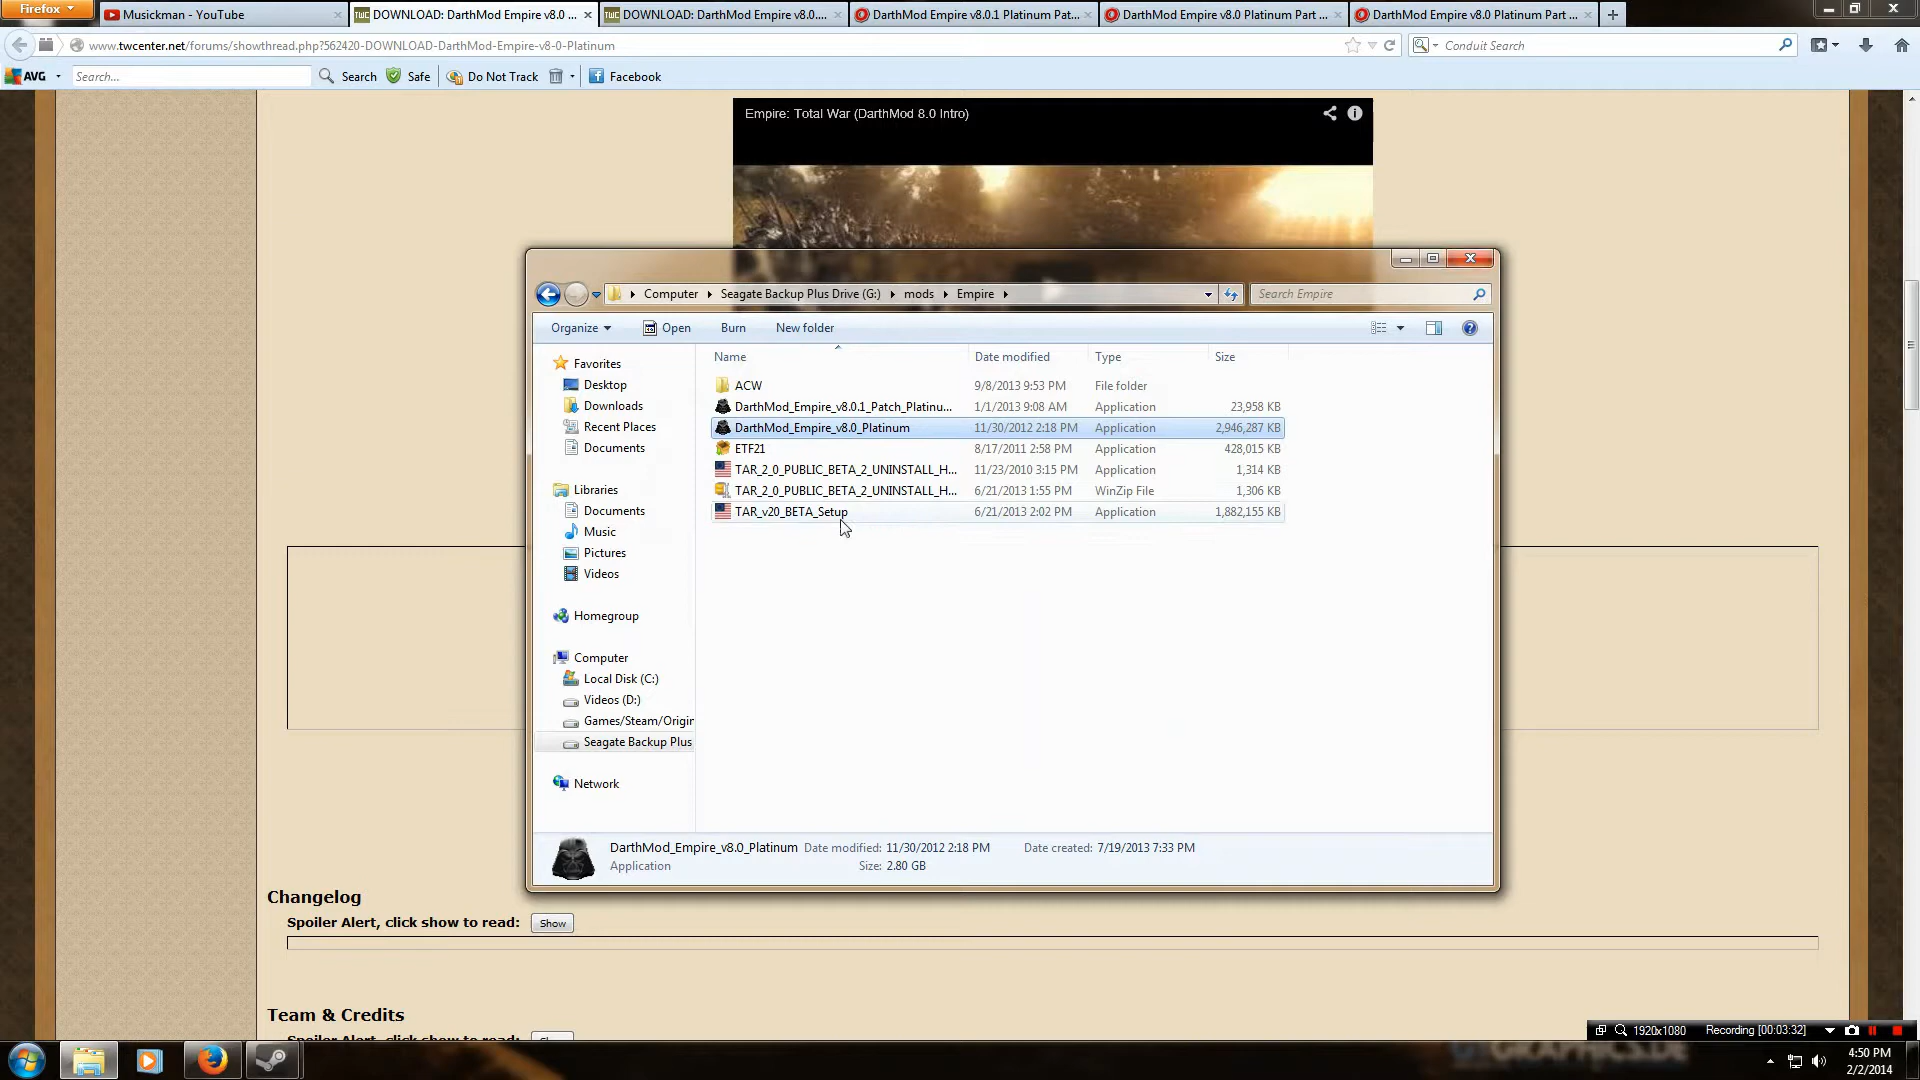 Firefox
Musickman - YouTube
DOWNLOAD: DarthMod Empire v8.0 ...
DOWNLOAD: DarthMod Empire v8.0....
DarthMod Empire v8.0.1 Platinum Pat...
DarthMod Empire v8.0 Platinum Part ...
DarthMod Empire v8.0 Platinum Part ...
www.twcenter.net/forums/showthread.php?562420-DOWNLOAD-DarthMod-Empire-v8-0-Platinum
Conduit Search
AVG
Search...
Search
Safe
Do Not Track
Facebook
Empire: Total War (DarthMod 8.0 Intro)
Computer
Seagate Backup Plus Drive (G:)
mods
Empire
Search Empire
Organize
Open
Burn
New folder
Name Date modified Type Size
ACW 9/8/2013 9:53 PM File folder
DarthMod_Empire_v8.0.1_Patch_Platinu... 1/1/2013 9:08 AM Application 23,958 KB
DarthMod_Empire_v8.0_Platinum 11/30/2012 2:18 PM Application 2,946,287 KB
ETF21 8/17/2011 2:58 PM Application 428,015 KB
TAR_2_0_PUBLIC_BETA_2_UNINSTALL_H... 11/23/2010 3:15 PM Application 1,314 KB
TAR_2_0_PUBLIC_BETA_2_UNINSTALL_H... 6/21/2013 1:55 PM WinZip File 1,306 KB
TAR_v20_BETA_Setup 6/21/2013 2:02 PM Application 1,882,155 KB
Favorites
Desktop
Downloads
Recent Places
Documents
Libraries
Documents
Music
Pictures
Videos
Homegroup
Computer
Local Disk (C:)
Videos (D:)
Games/Steam/Origin
Seagate Backup Plus
Network
DarthMod_Empire_v8.0_Platinum Date modified: 11/30/2012 2:18 PM Date created: 7/19/2013 7:33 PM
Application Size: 2.80 GB
Changelog
Spoiler Alert, click show to read: Show
Team & Credits
Spoiler Alert, click show to read:
1920x1080 Recording [00:03:32]
4:50 PM
2/2/2014